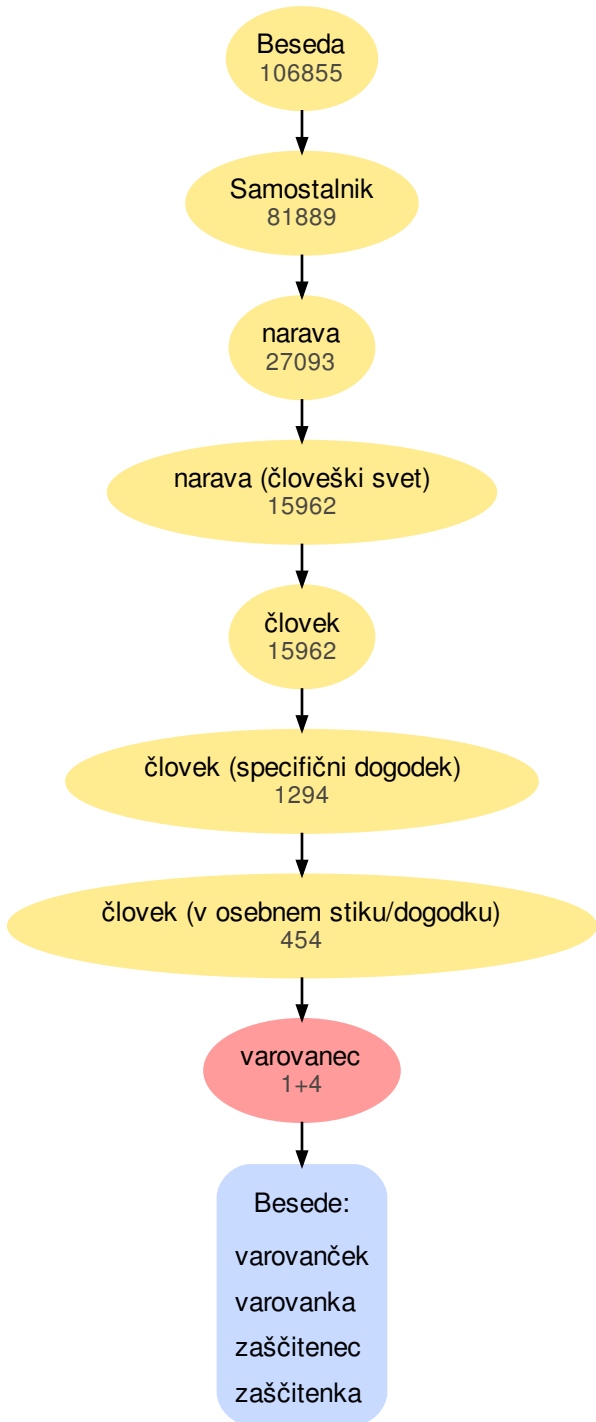 Beseda
106855
Samostalnik
81889
narava
27093
narava (človeški svet)
15962
človek
15962
človek (specifični dogodek)
1294
človek (v osebnem stiku/dogodku)
454
varovanec
1+4
Besede:
varovanček
varovanka
zaščitenec
zaščitenka